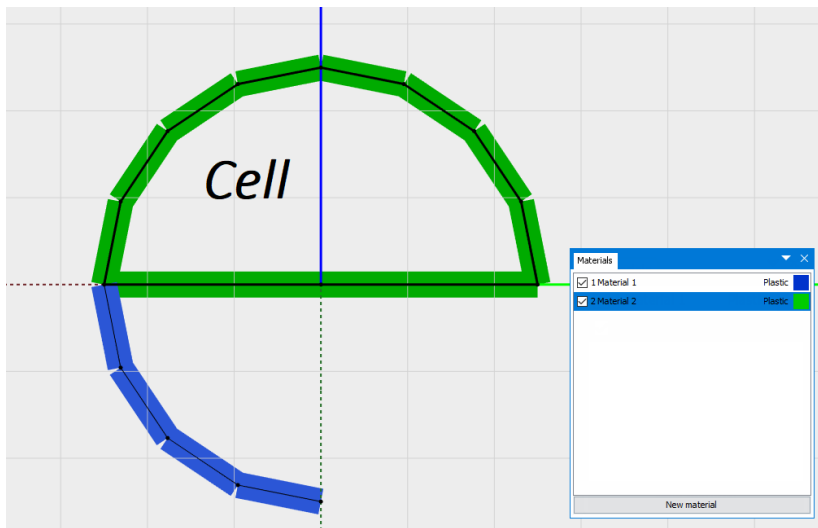 Cell
Materials
1 Material 1 Plastic
2 Material 2 Plastic
New material